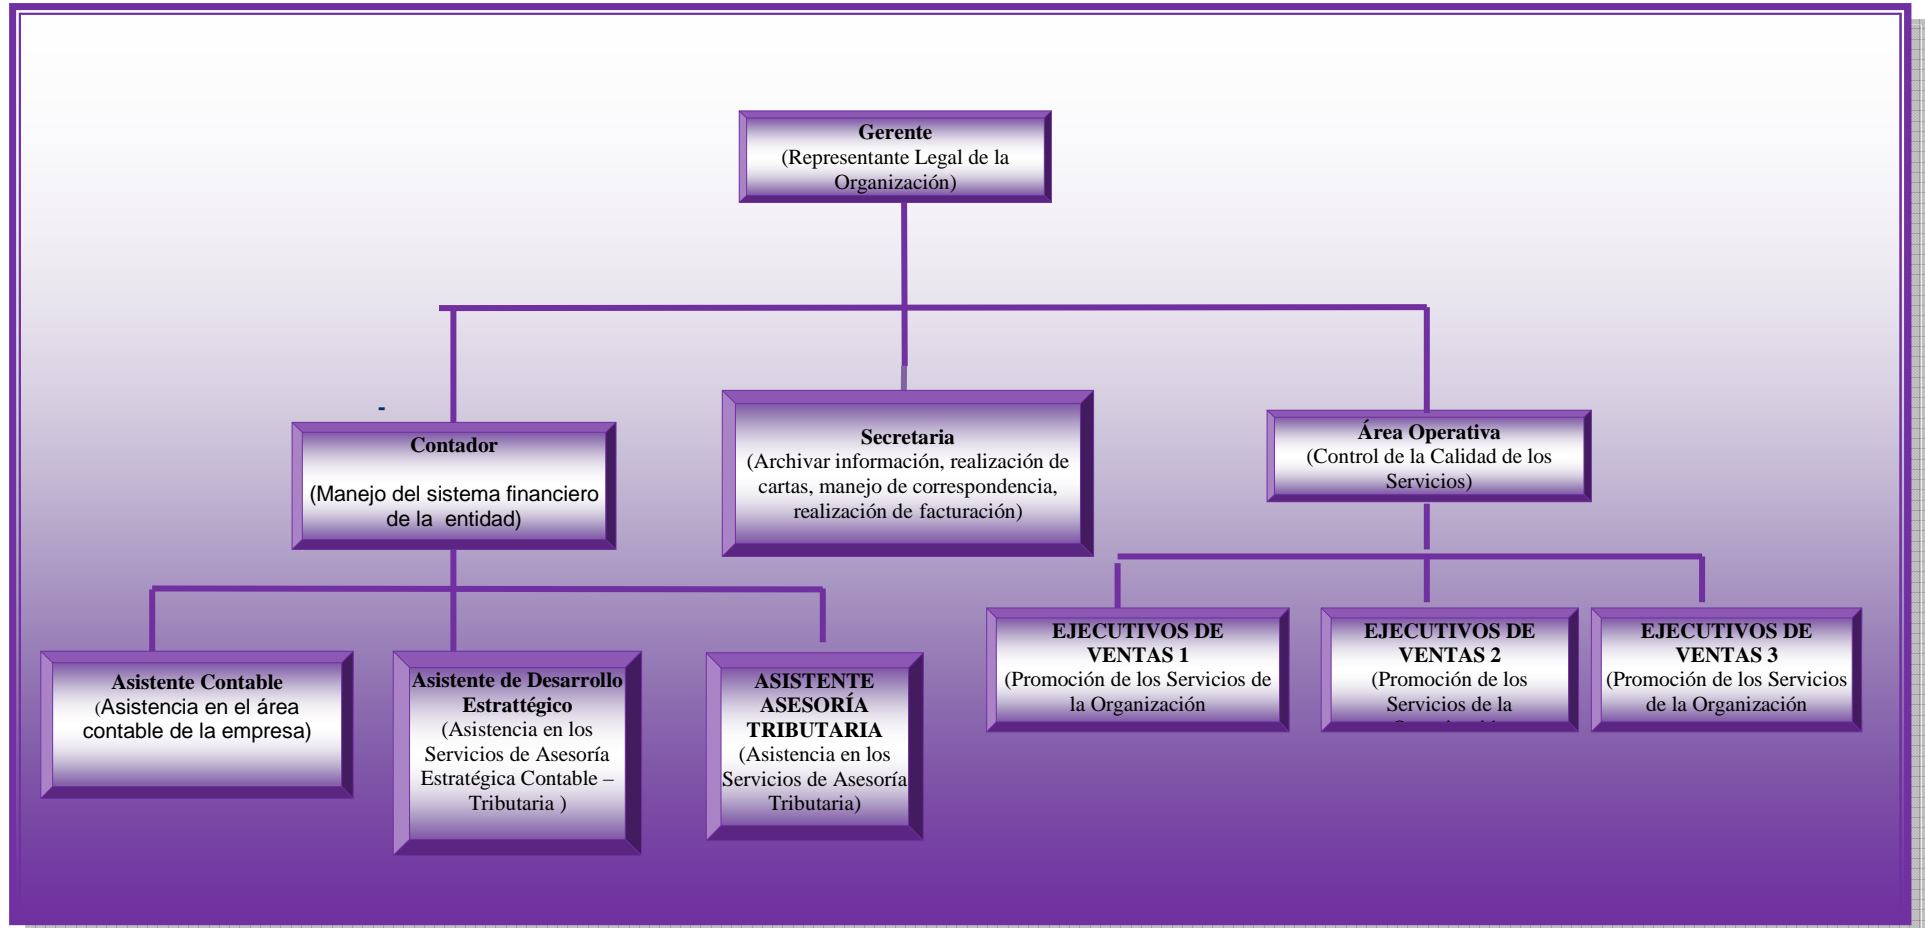 Gerente
(Representante Legal de la
Organización)
-
Contador
(Manejo del sistema financiero
de la  entidad)
Secretaria
(Archivar información, realización de
cartas, manejo de correspondencia,
realización de facturación)
Área Operativa
(Control de la Calidad de los
Servicios)
Asistente Contable
(Asistencia en el área
contable de la empresa)
Asistente de Desarrollo
Estrattégico
(Asistencia en los
Servicios de Asesoría
Estratégica Contable –
Tributaria )
ASISTENTE
ASESORÍA
TRIBUTARIA
(Asistencia en los
Servicios de Asesoría
Tributaria)
EJECUTIVOS DE
VENTAS 1
(Promoción de los Servicios de
la Organización
EJECUTIVOS DE
VENTAS 2
(Promoción de los
Servicios de la
EJECUTIVOS DE
VENTAS 3
(Promoción de los Servicios
de la Organización